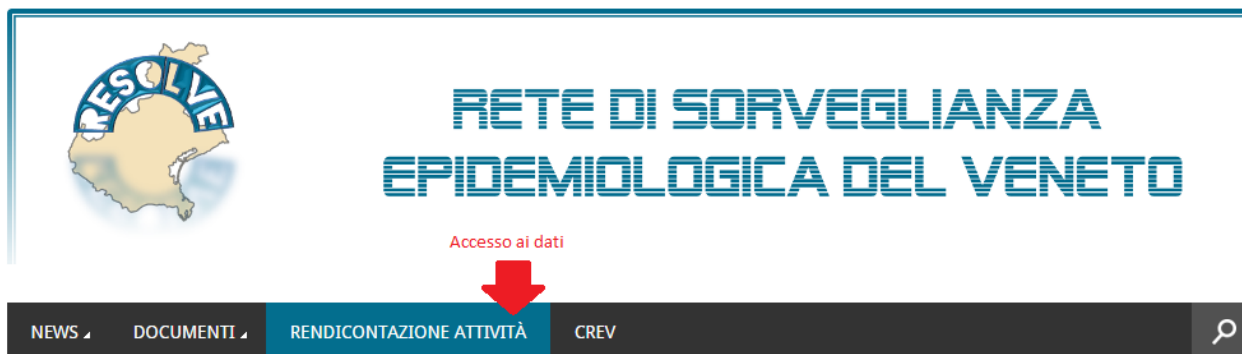 RESOLVE
RETE DI SORVEGLIANZA
EPIDEMIOLOGICA DEL VENETO
Accesso ai dati
NEWS DOCUMENTI RENDICONTAZIONE ATTIVITÀ CREV